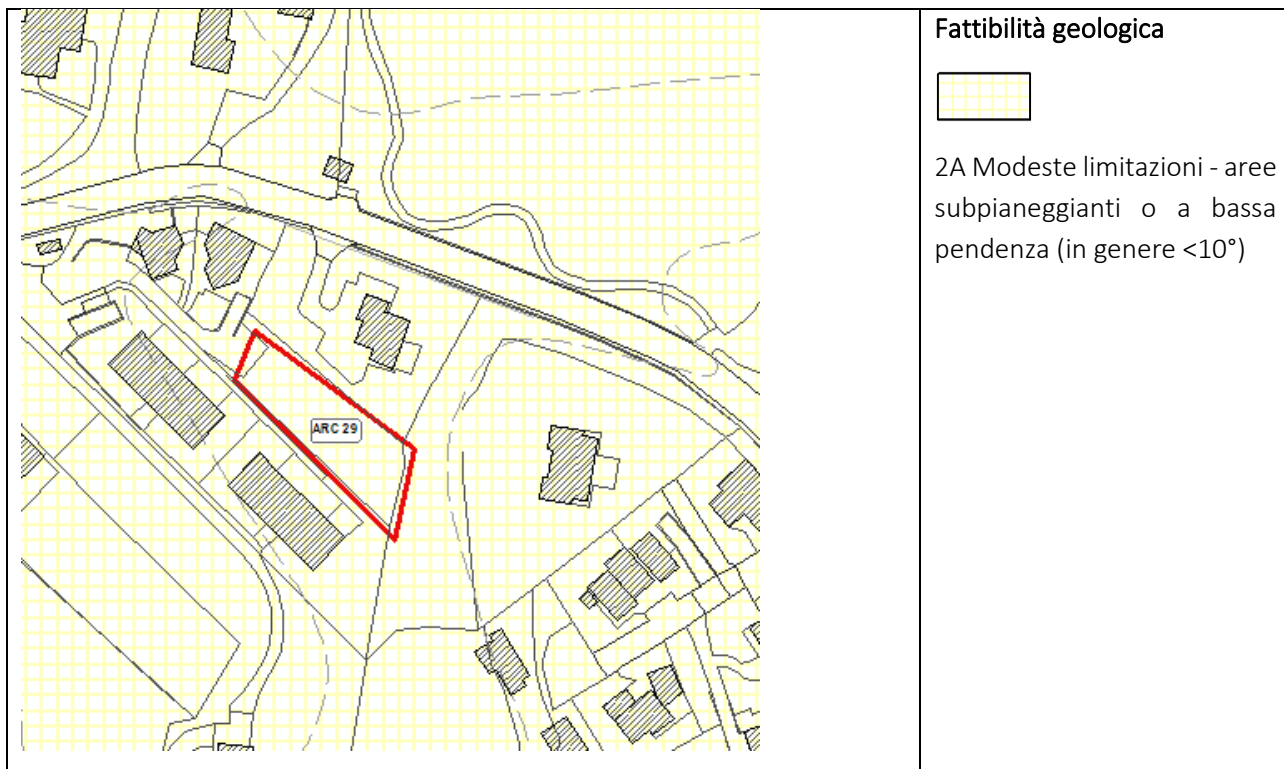 Fattibilità geologica
2A Modeste limitazioni - aree
subpianeggianti o a bassa
pendenza (in genere <10°)
ARC 29